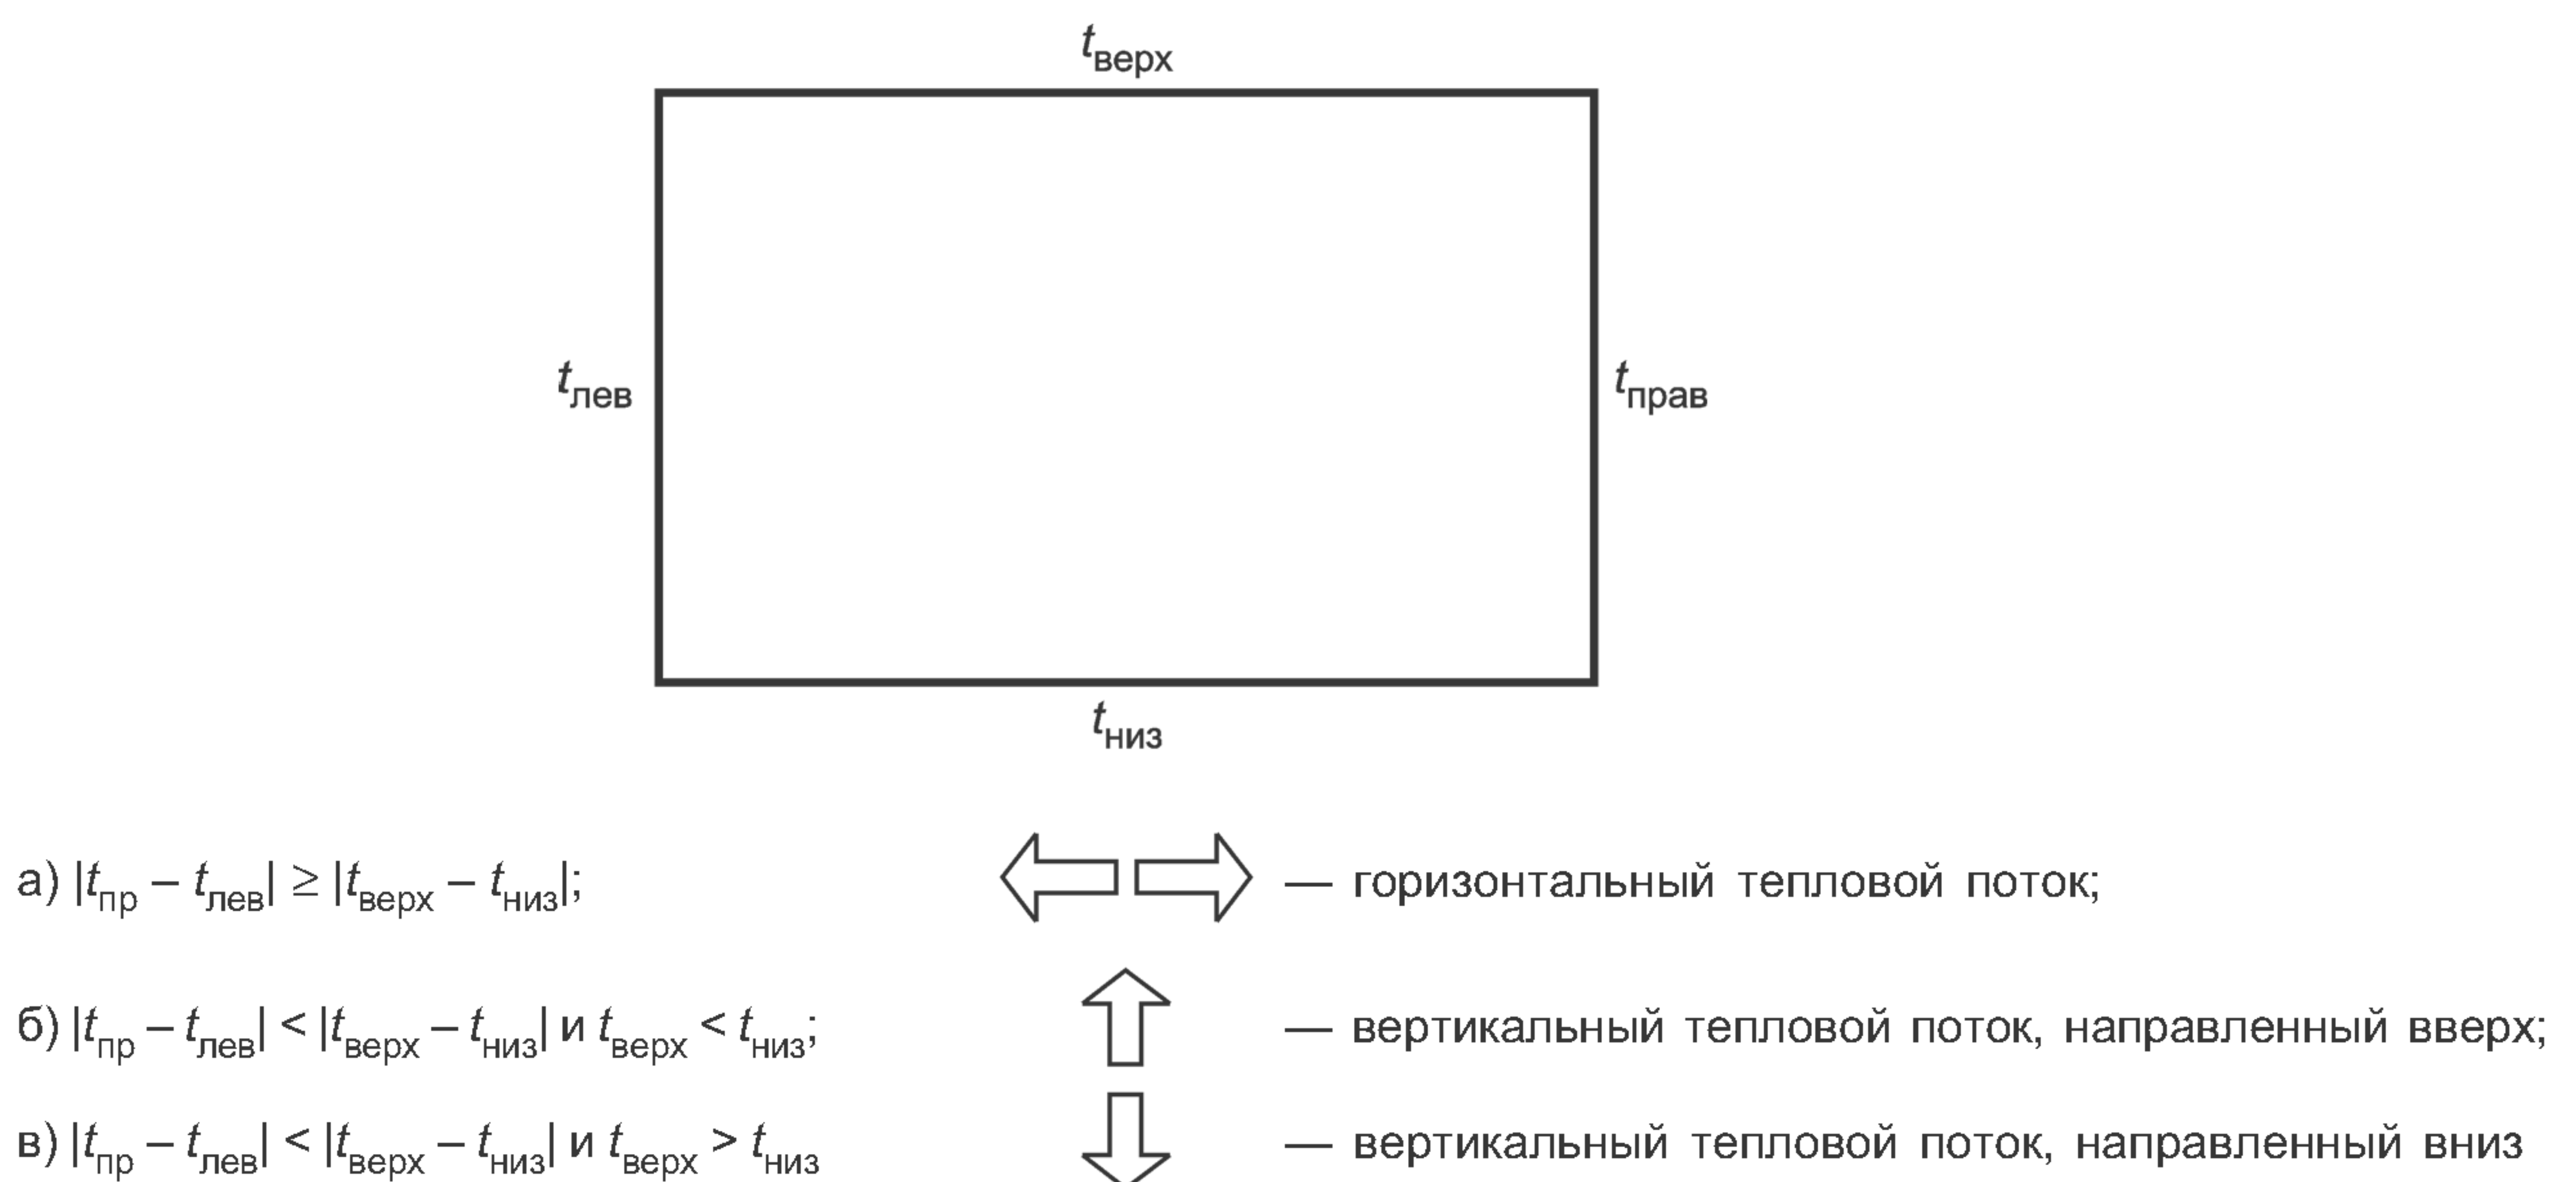 tверх
tлев
tправ
tниз
а) |tпр – tлев| ≥ |tверх – tниз|; — горизонтальный тепловой поток;
б) |tпр – tлев| < |tверх – tниз| и tверх < tниз; — вертикальный тепловой поток, направленный вверх;
в) |tпр – tлев| < |tверх – tниз| и tверх > tниз — вертикальный тепловой поток, направленный вниз